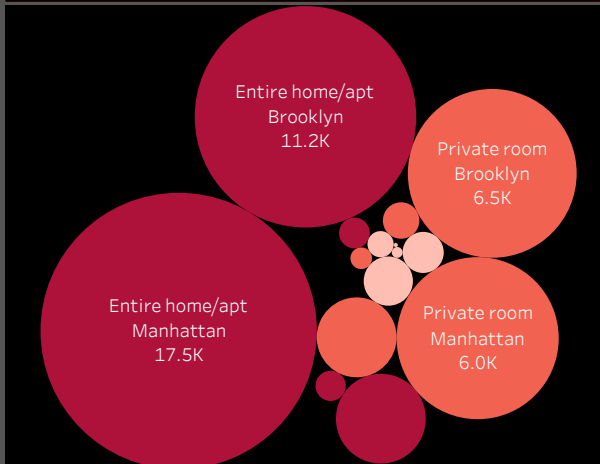 Entire home/apt
Brooklyn
11.2K
Private room
Brooklyn
6.5K
Entire home/apt
Manhattan
17.5K
Private room
Manhattan
6.0K